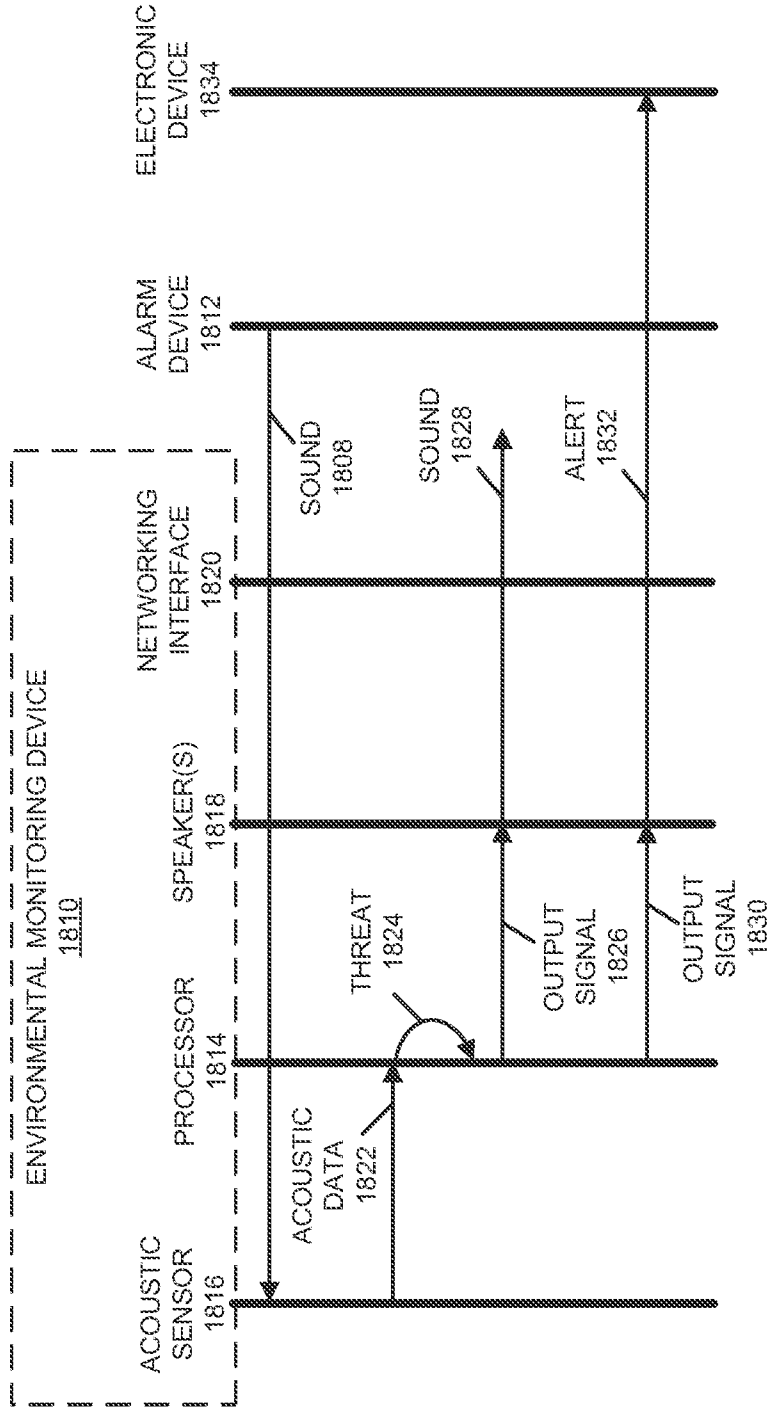 ENVIRONMENTAL MONITORING DEVICE
1810
ACOUSTIC
SENSOR
1816
PROCESSOR
1814
SPEAKER(S)
1818
NETWORKING
INTERFACE
1820
ALARM
DEVICE
1812
ELECTRONIC
DEVICE
1834
SOUND
1808
ACOUSTIC
DATA
1822
THREAT
1824
OUTPUT
SIGNAL
1826
SOUND
1828
OUTPUT
SIGNAL
1830
ALERT
1832